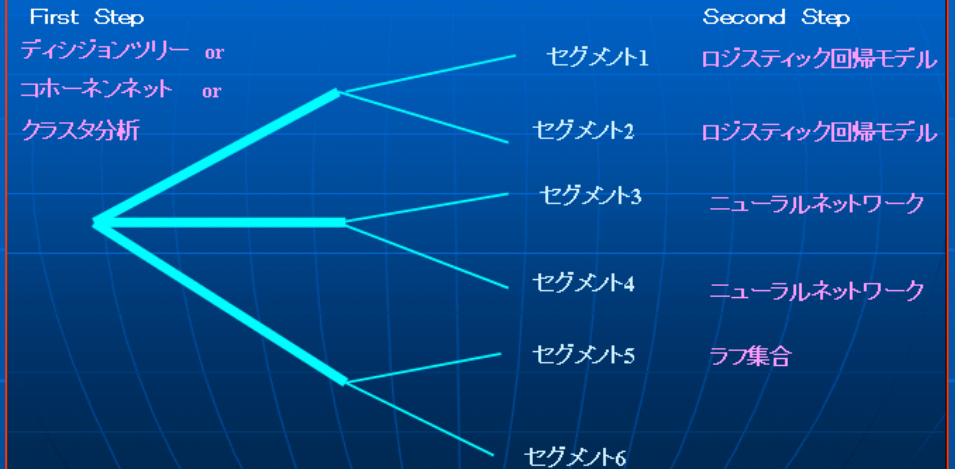 First Step
Second Step
ディシジョンツリー or
コホーネンネット or
クラスタ分析
セグメント1 ロジスティック回帰モデル
セグメント2 ロジスティック回帰モデル
セグメント3 ニューラルネットワーク
セグメント4 ニューラルネットワーク
セグメント5 ラフ集合
セグメント6